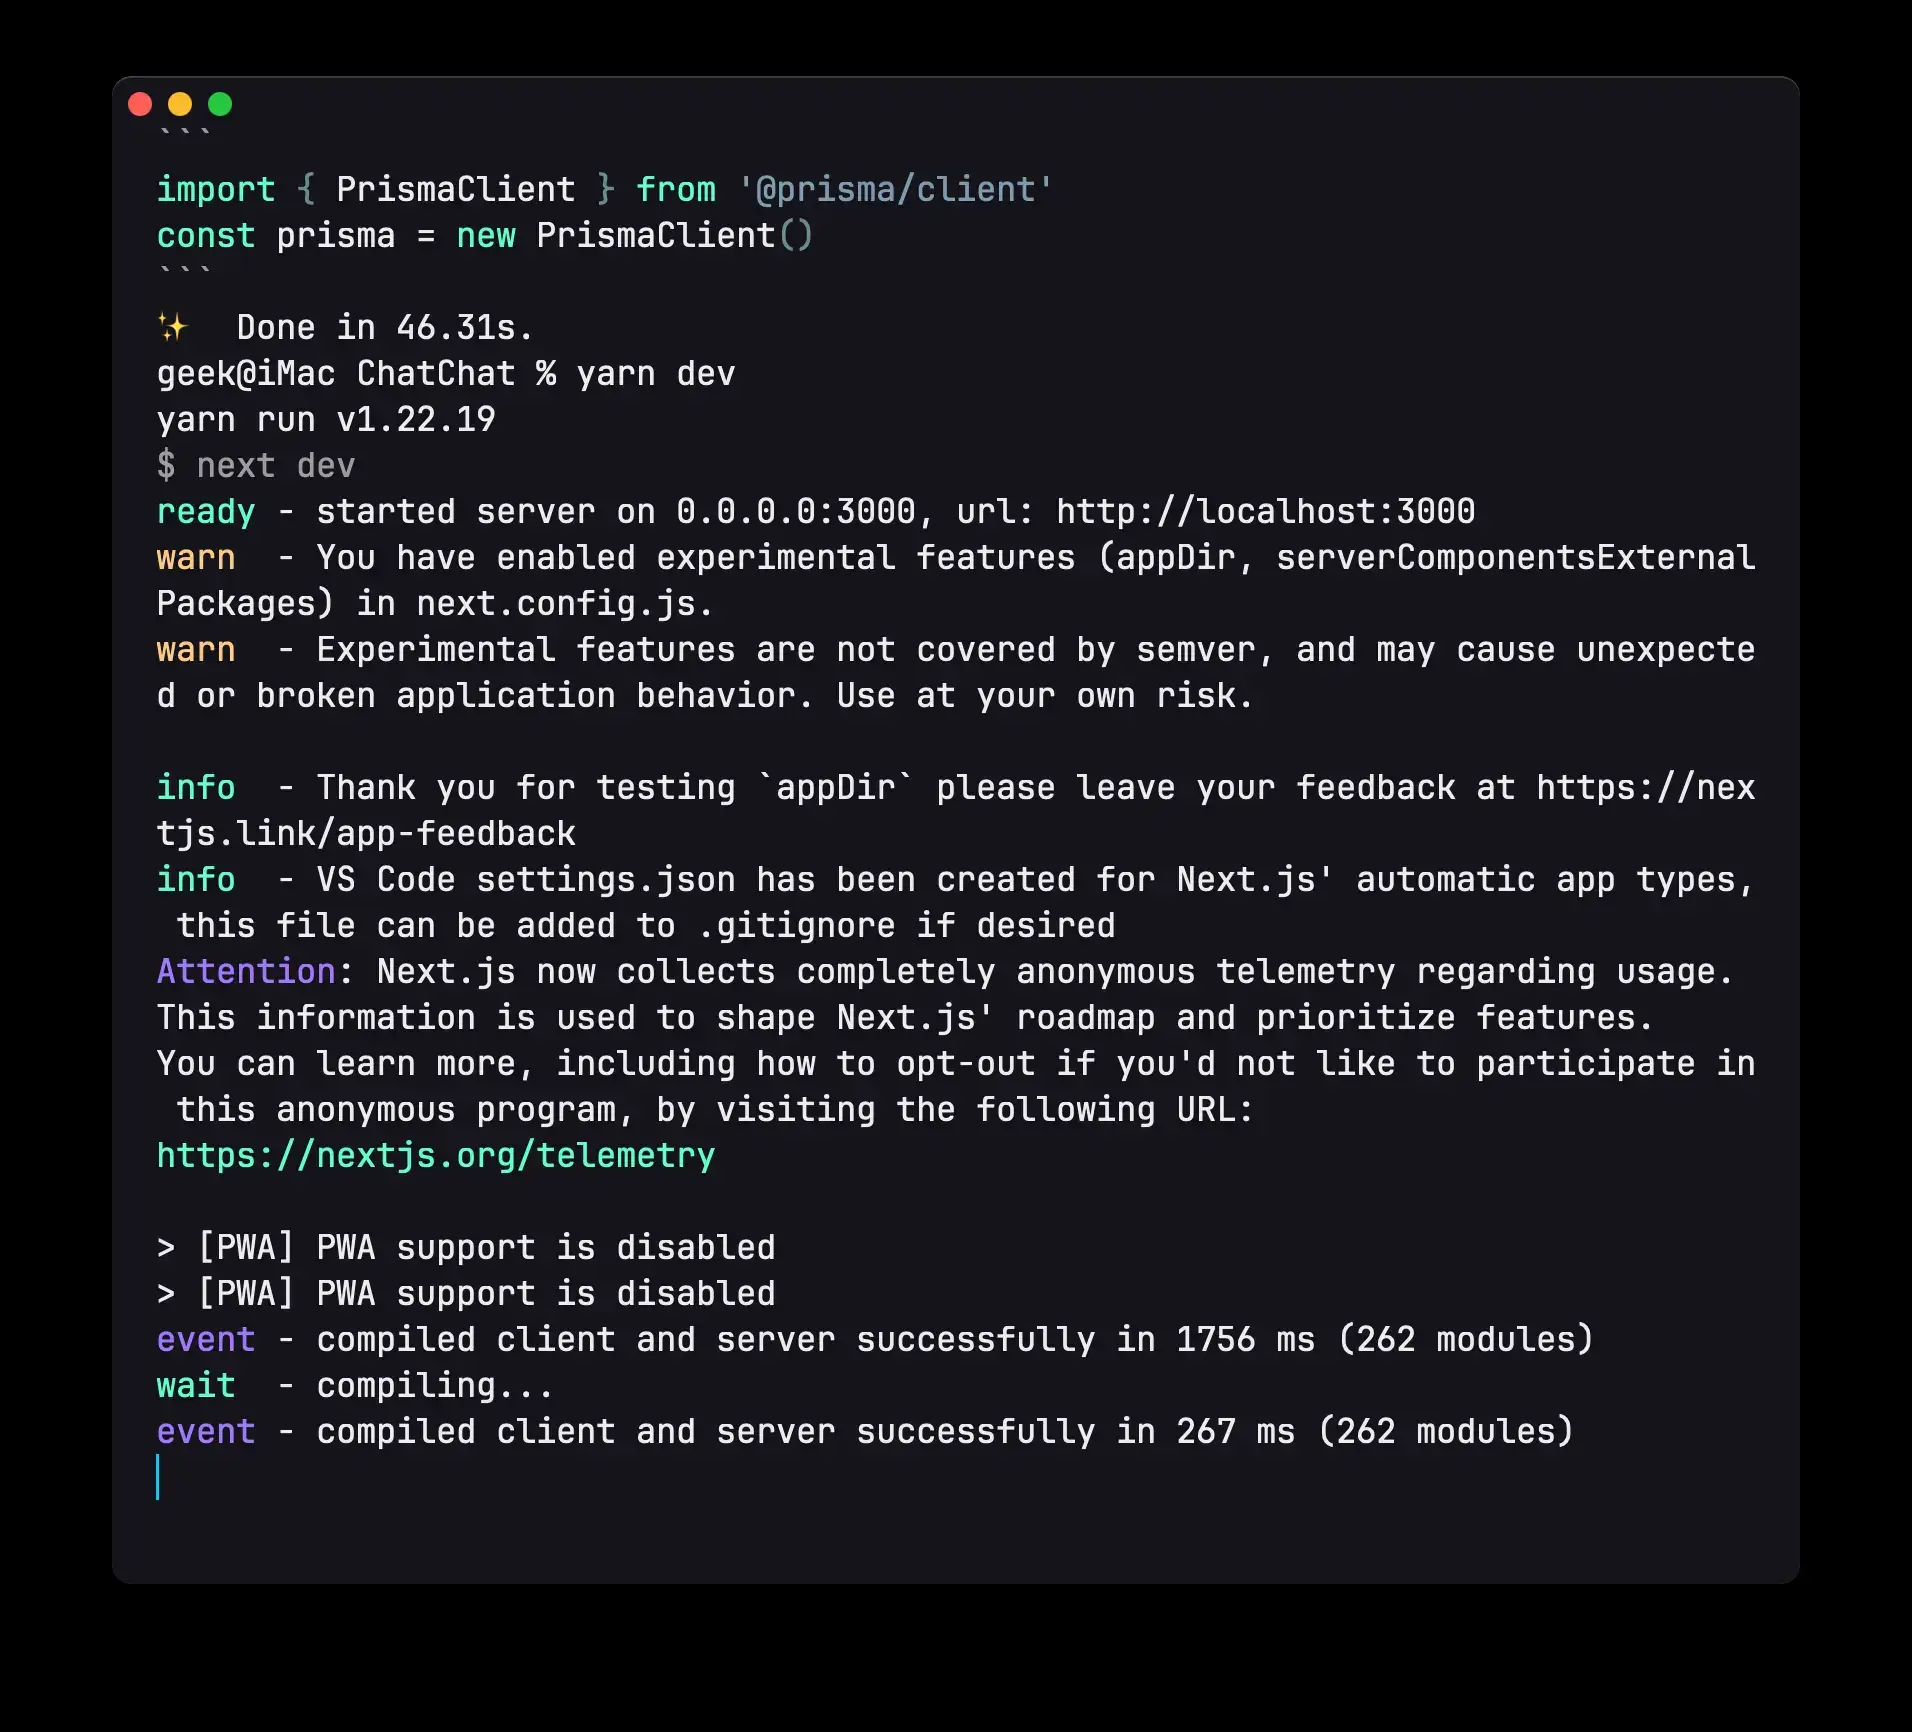 ```
import { PrismaClient } from '@prisma/client'
const prisma = new PrismaClient()
```
✨  Done in 46.31s.
geek@iMac ChatChat % yarn dev
yarn run v1.22.19
$ next dev
ready - started server on 0.0.0.0:3000, url: http://localhost:3000
warn  - You have enabled experimental features (appDir, serverComponentsExternal
Packages) in next.config.js.
warn  - Experimental features are not covered by semver, and may cause unexpecte
d or broken application behavior. Use at your own risk.

info  - Thank you for testing `appDir` please leave your feedback at https://nex
tjs.link/app-feedback
info  - VS Code settings.json has been created for Next.js' automatic app types,
 this file can be added to .gitignore if desired
Attention: Next.js now collects completely anonymous telemetry regarding usage.
This information is used to shape Next.js' roadmap and prioritize features.
You can learn more, including how to opt-out if you'd not like to participate in
 this anonymous program, by visiting the following URL:
https://nextjs.org/telemetry

> [PWA] PWA support is disabled
> [PWA] PWA support is disabled
event - compiled client and server successfully in 1756 ms (262 modules)
wait  - compiling...
event - compiled client and server successfully in 267 ms (262 modules)